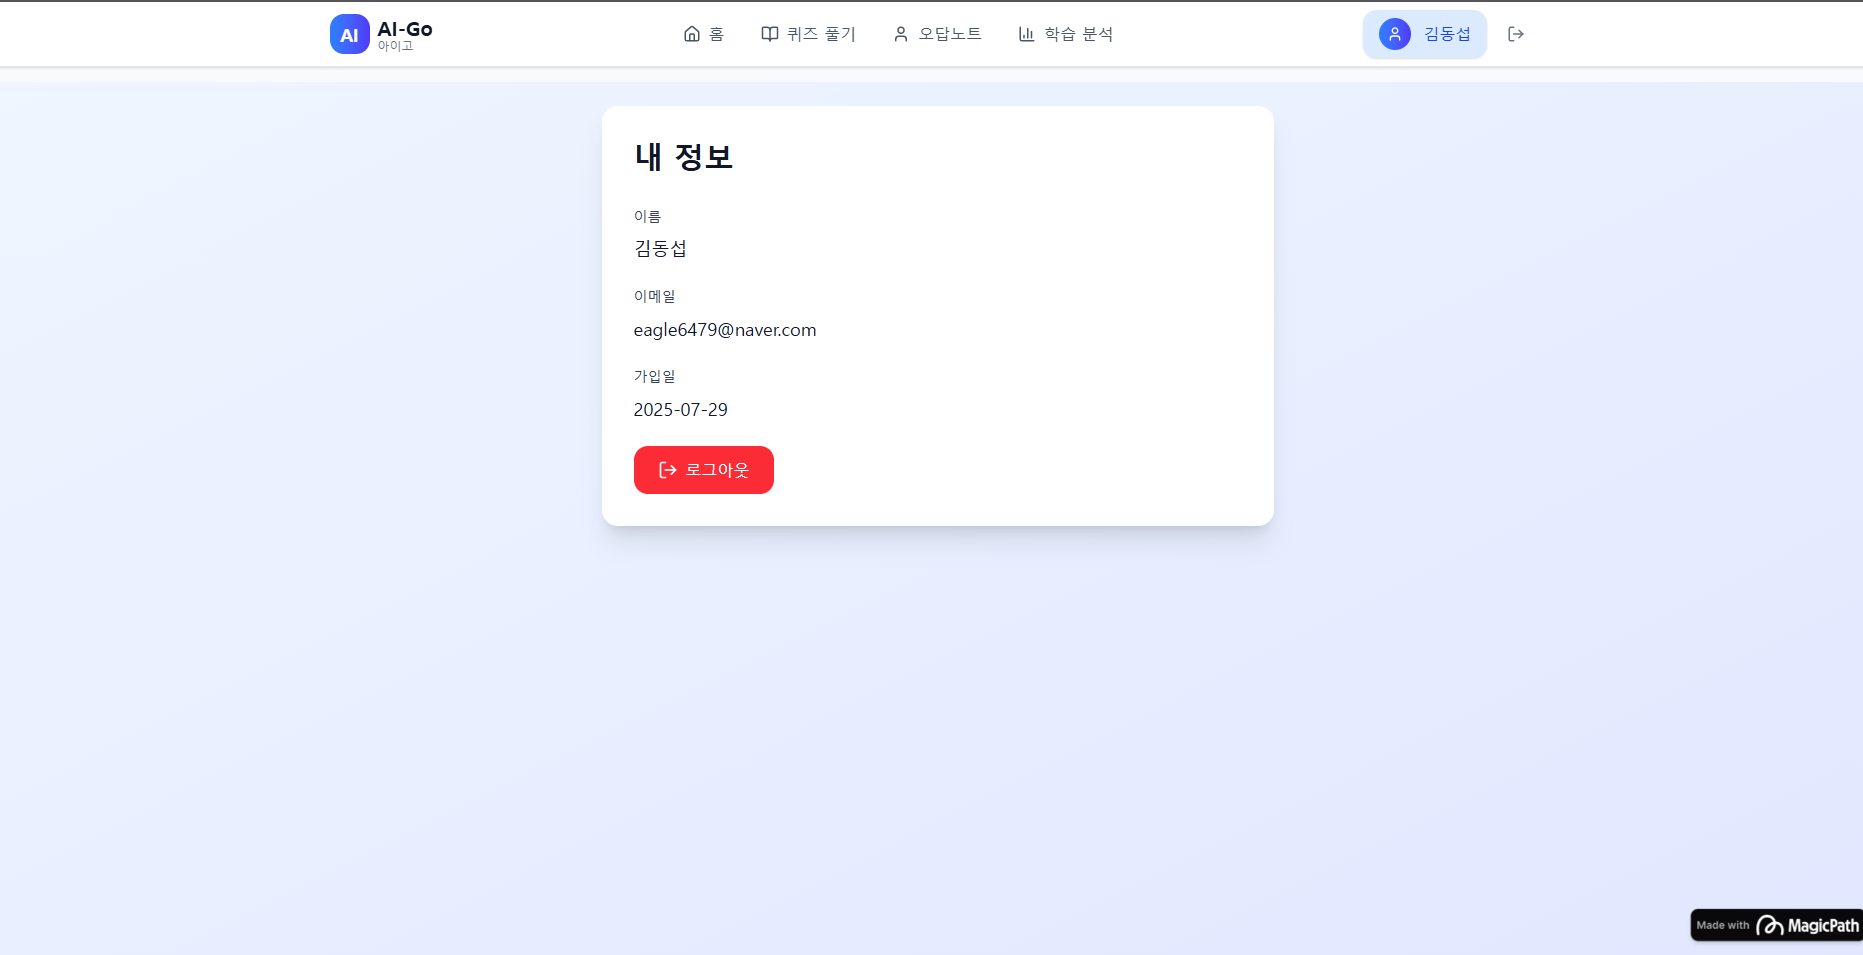 AI
AI-Go
아이고
홈
퀴즈 풀기
오답노트
학습 분석
김동섭
내 정보
이름
김동섭
이메일
eagle6479@naver.com
가입일
2025-07-29
로그아웃
Made with MagicPath